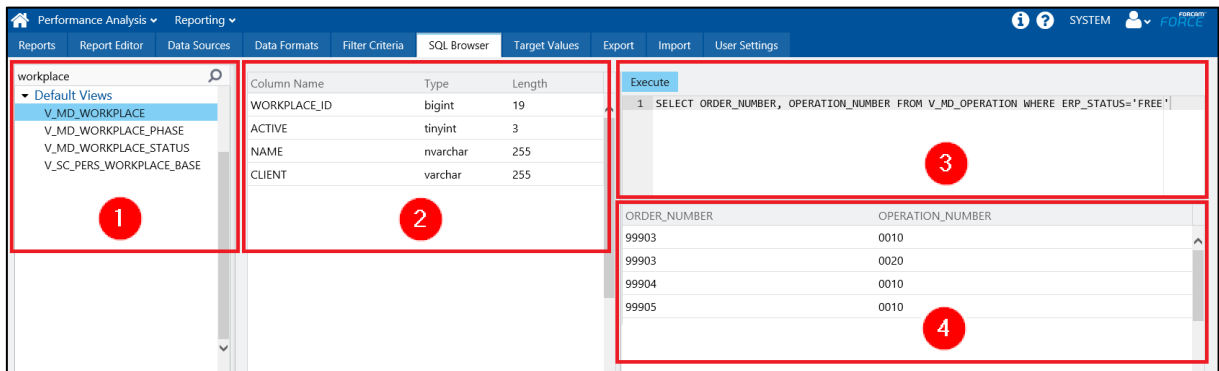 Performance Analysis Reporting SYSTEM FORCAM FORCE
Reports Report Editor Data Sources Data Formats Filter Criteria SQL Browser Target Values Export Import User Settings
workplace
Default Views
V_MD_WORKPLACE
V_MD_WORKPLACE_PHASE
V_MD_WORKPLACE_STATUS
V_SC_PERS_WORKPLACE_BASE
1
Column Name Type Length
WORKPLACE_ID bigint 19
ACTIVE tinyint 3
NAME nvarchar 255
CLIENT varchar 255
2
Execute
1 SELECT ORDER_NUMBER, OPERATION_NUMBER FROM V_MD_OPERATION WHERE ERP_STATUS='FREE'
3
ORDER_NUMBER OPERATION_NUMBER
99903 0010
99903 0020
99904 0010
99905 0010
4